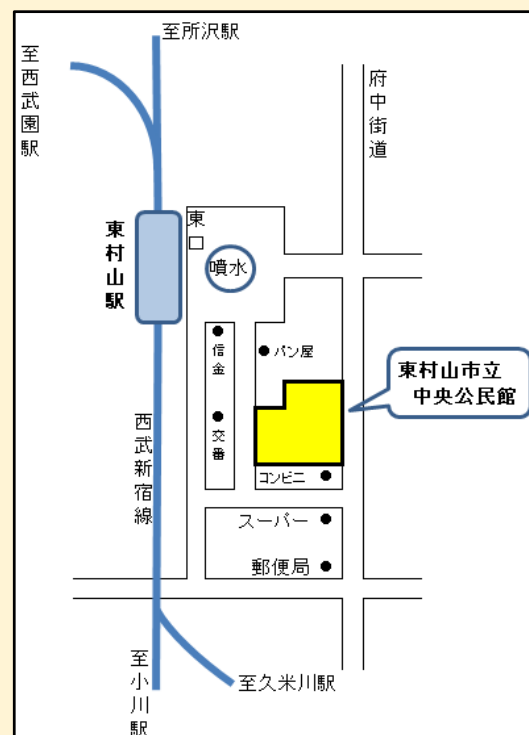 至所沢駅
至西武園駅
府中街道
東口
東村山駅
噴水
信金
パン屋
東村山市立
中央公民館
交番
西武新宿線
コンビニ
スーパー
郵便局
至小川駅
至久米川駅